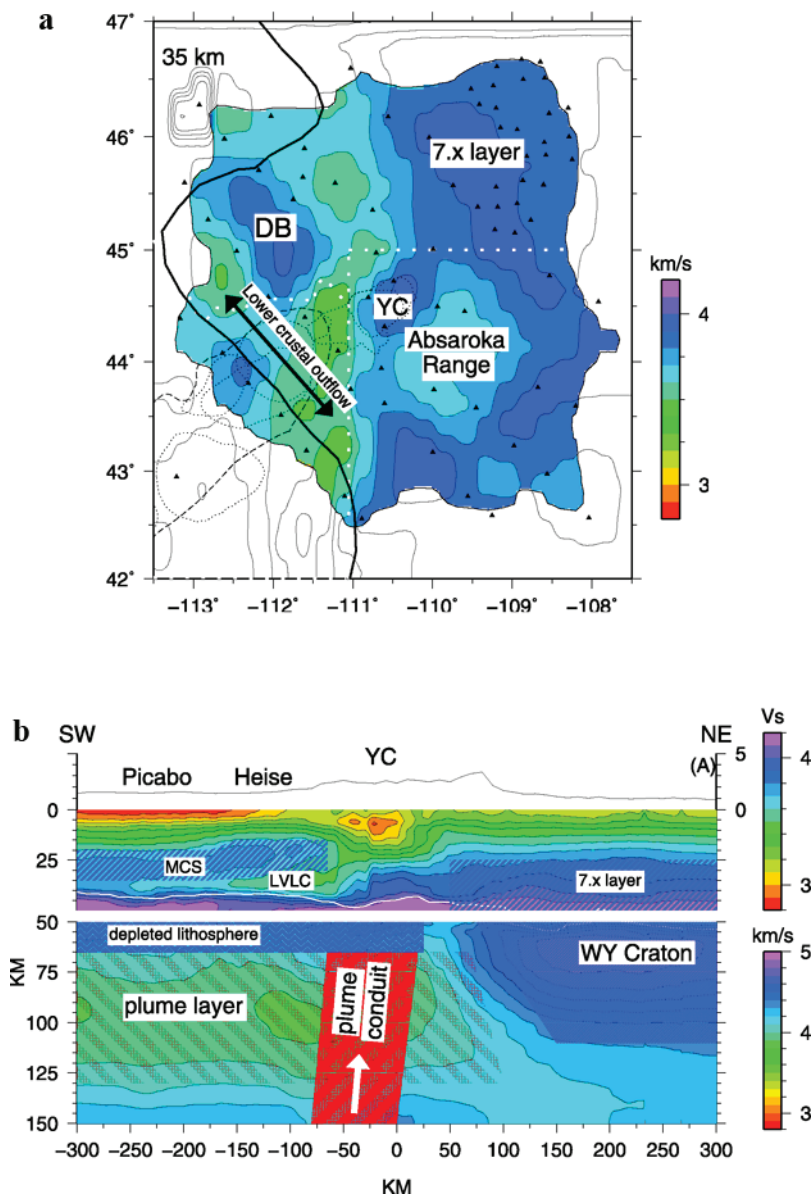 a
47°
35 km
46°
7.x layer
DB
45°
km/s
4
YC
Lower crustal outflow
44°
Absaroka
Range
43°
3
42°
-113° -112° -111° -110° -109° -108°
b
SW
NE
Vs
YC
5
(A)
Picabo Heise
4
0
0
MCS
25
LVLC
7.x layer
3
50
km/s
depleted lithosphere
5
WY Craton
75
KM
plume layer
plume
conduit
4
100
125
3
150
-300 -250 -200 -150 -100 -50 0 50 100 150 200 250 300
KM